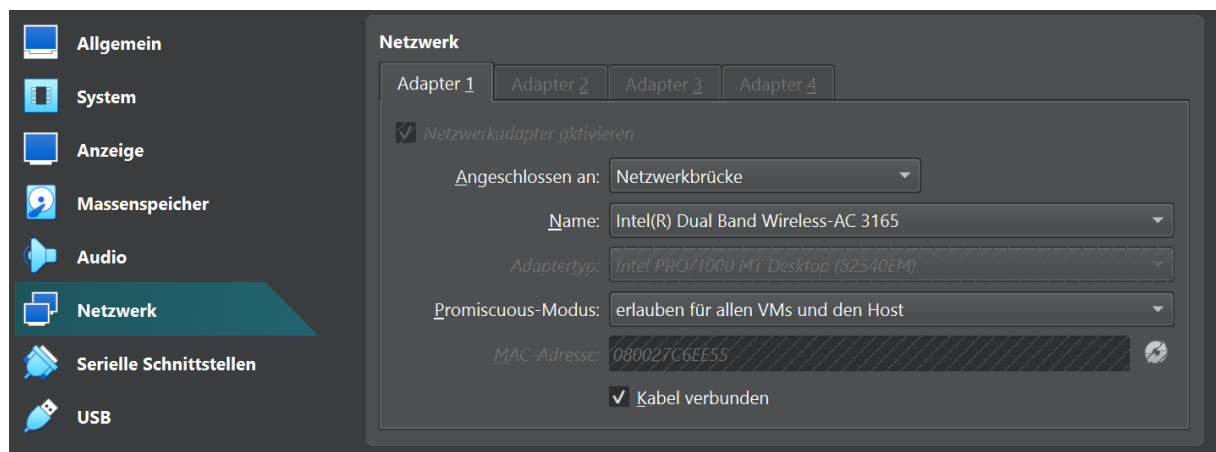 Allgemein
System
Anzeige
Massenspeicher
Audio
Netzwerk
Serielle Schnittstellen
USB
Netzwerk
Adapter 1 Adapter 2 Adapter 3 Adapter 4
Netzwerkadapter aktivieren
Angeschlossen an: Netzwerkbrücke
Name: Intel(R) Dual Band Wireless-AC 3165
Adaptertyp: Intel PRO/1000 MT Desktop (82540EM)
Promiscuous-Modus: erlauben für allen VMs und den Host
MAC-Adresse: 080027C6EE55
Kabel verbunden